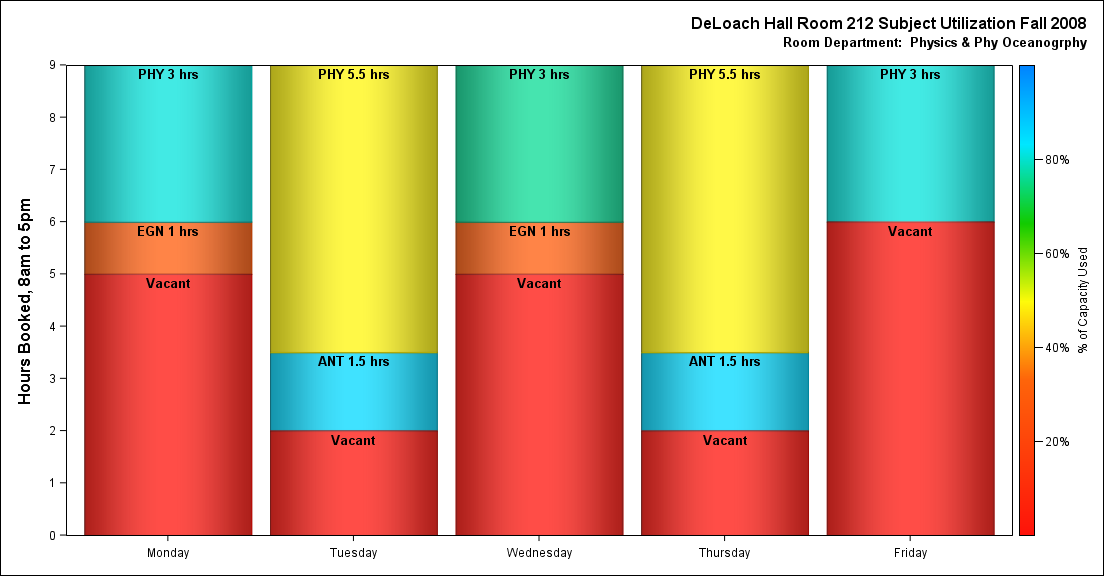 DeLoach Hall Room 212 Subject Utilization Fall 2008
Room Department:  Physics & Phy Oceanogrphy
Hours Booked, 8am to 5pm
9
8
7
6
5
4
3
2
1
0
PHY 3 hrs
EGN 1 hrs
Vacant
PHY 5.5 hrs
ANT 1.5 hrs
Vacant
PHY 3 hrs
EGN 1 hrs
Vacant
PHY 5.5 hrs
ANT 1.5 hrs
Vacant
PHY 3 hrs
Vacant
Monday
Tuesday
Wednesday
Thursday
Friday
80%
60%
40%
20%
% of Capacity Used